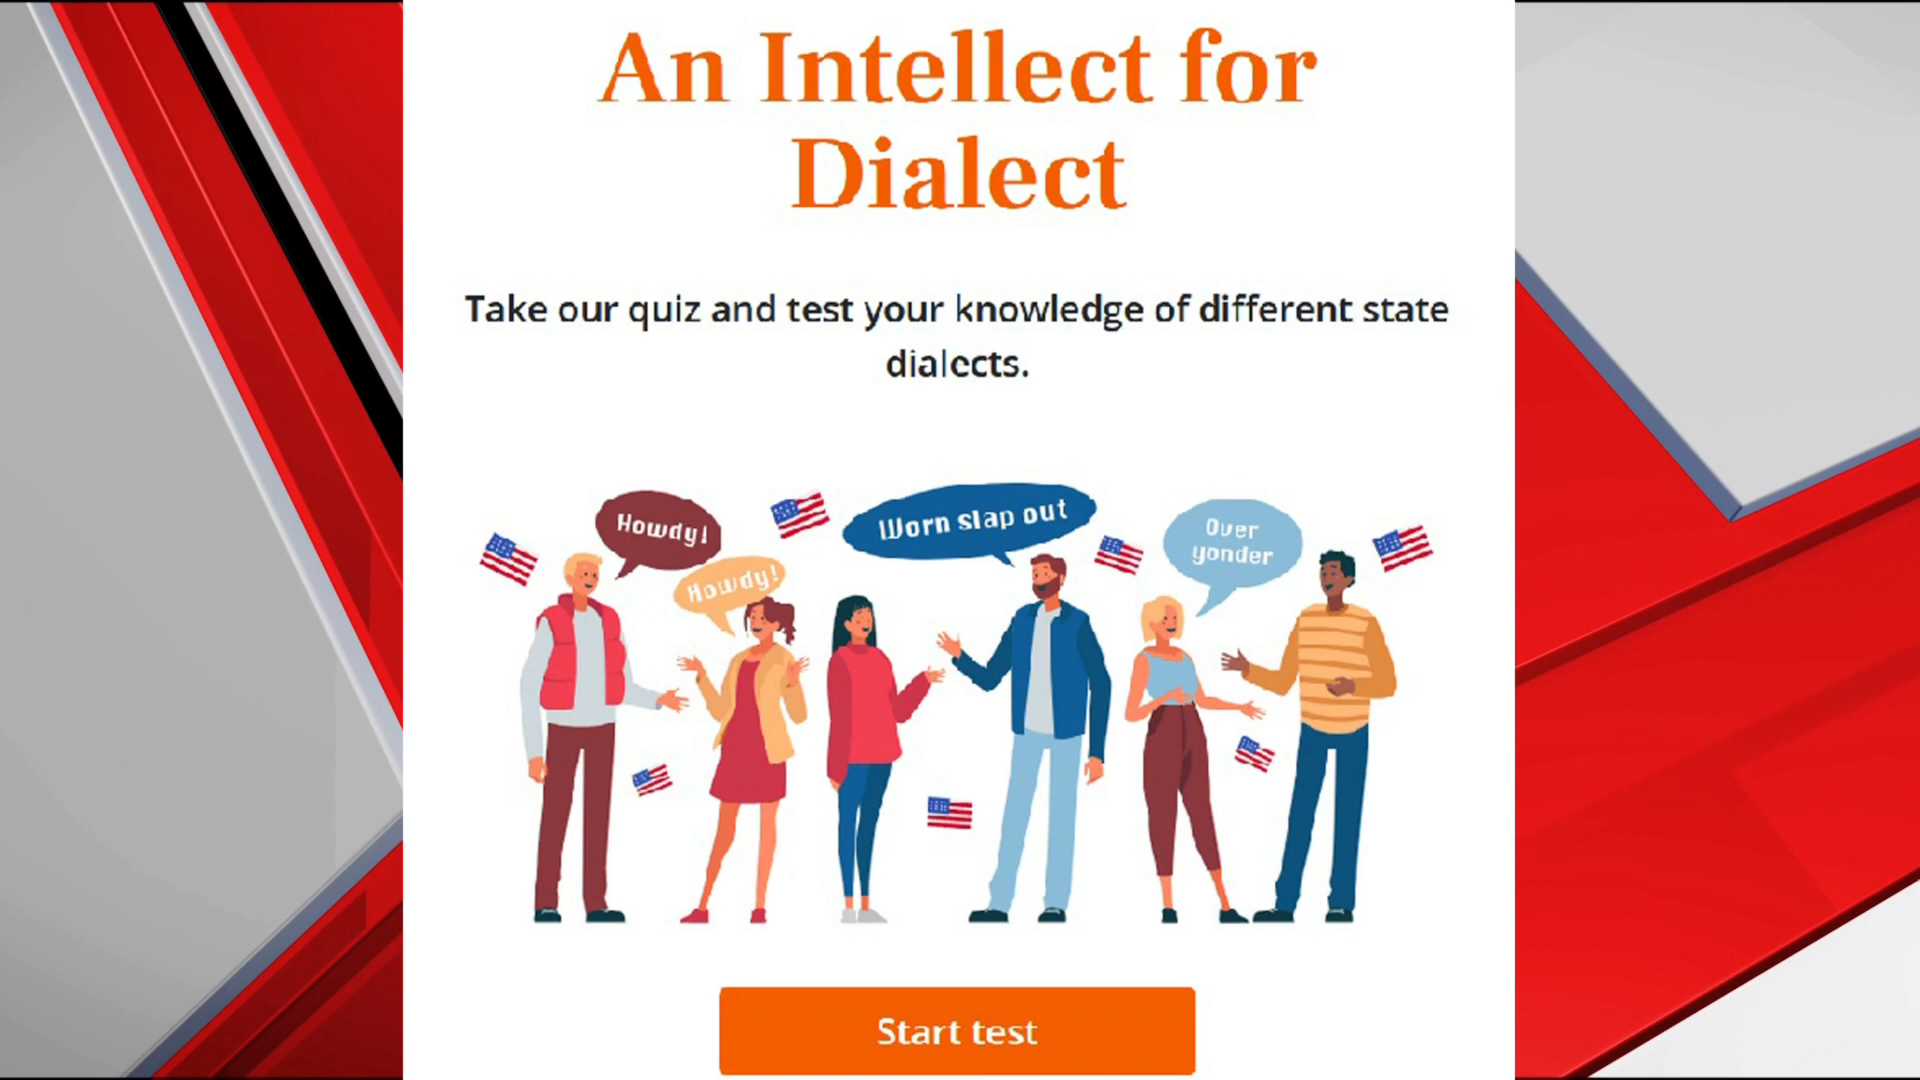 An Intellect for
Dialect
Take our quiz and test your knowledge of different state
dialects.
Howdy!
Howdy!
Worn slap out
Over
yonder
Start test